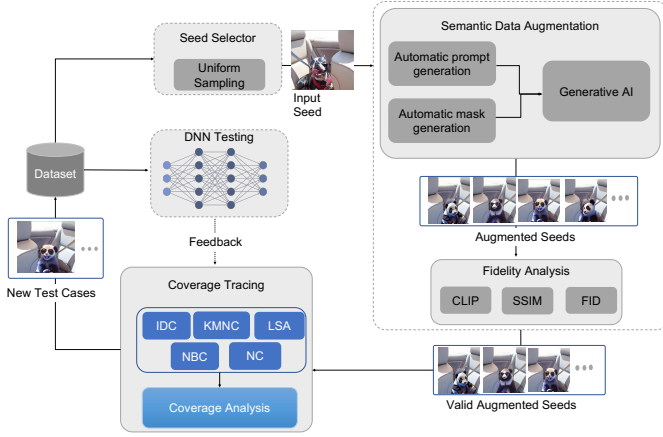 Seed Selector
Uniform
Sampling
Input
Seed
Semantic Data Augmentation
Automatic prompt
generation
Automatic mask
generation
Generative AI
DNN Testing
Dataset
Feedback
Augmented Seeds
Fidelity Analysis
CLIP
SSIM
FID
New Test Cases
Coverage Tracing
IDC
KMNC
LSA
NBC
NC
Coverage Analysis
Valid Augmented Seeds